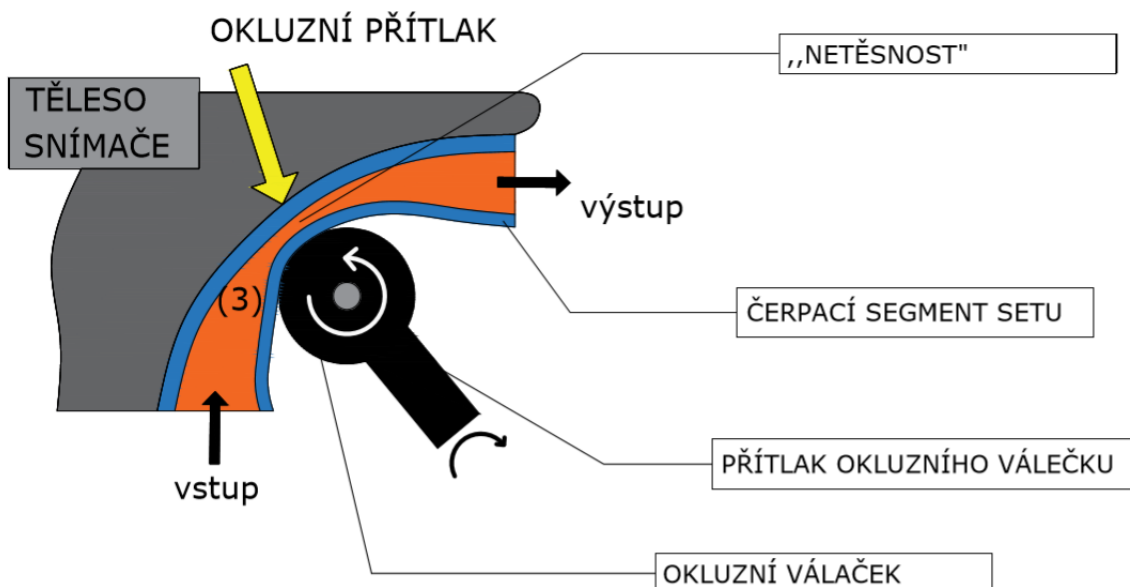 OKLUZNÍ PŘÍTLAK
,,NETĚSNOST"
TĚLESO
SNÍMAČE
výstup
(3)
ČERPACÍ SEGMENT SETU
PŘÍTLAK OKLUZNÍHO VÁLEČKU
vstup
OKLUZNÍ VÁLAČEK